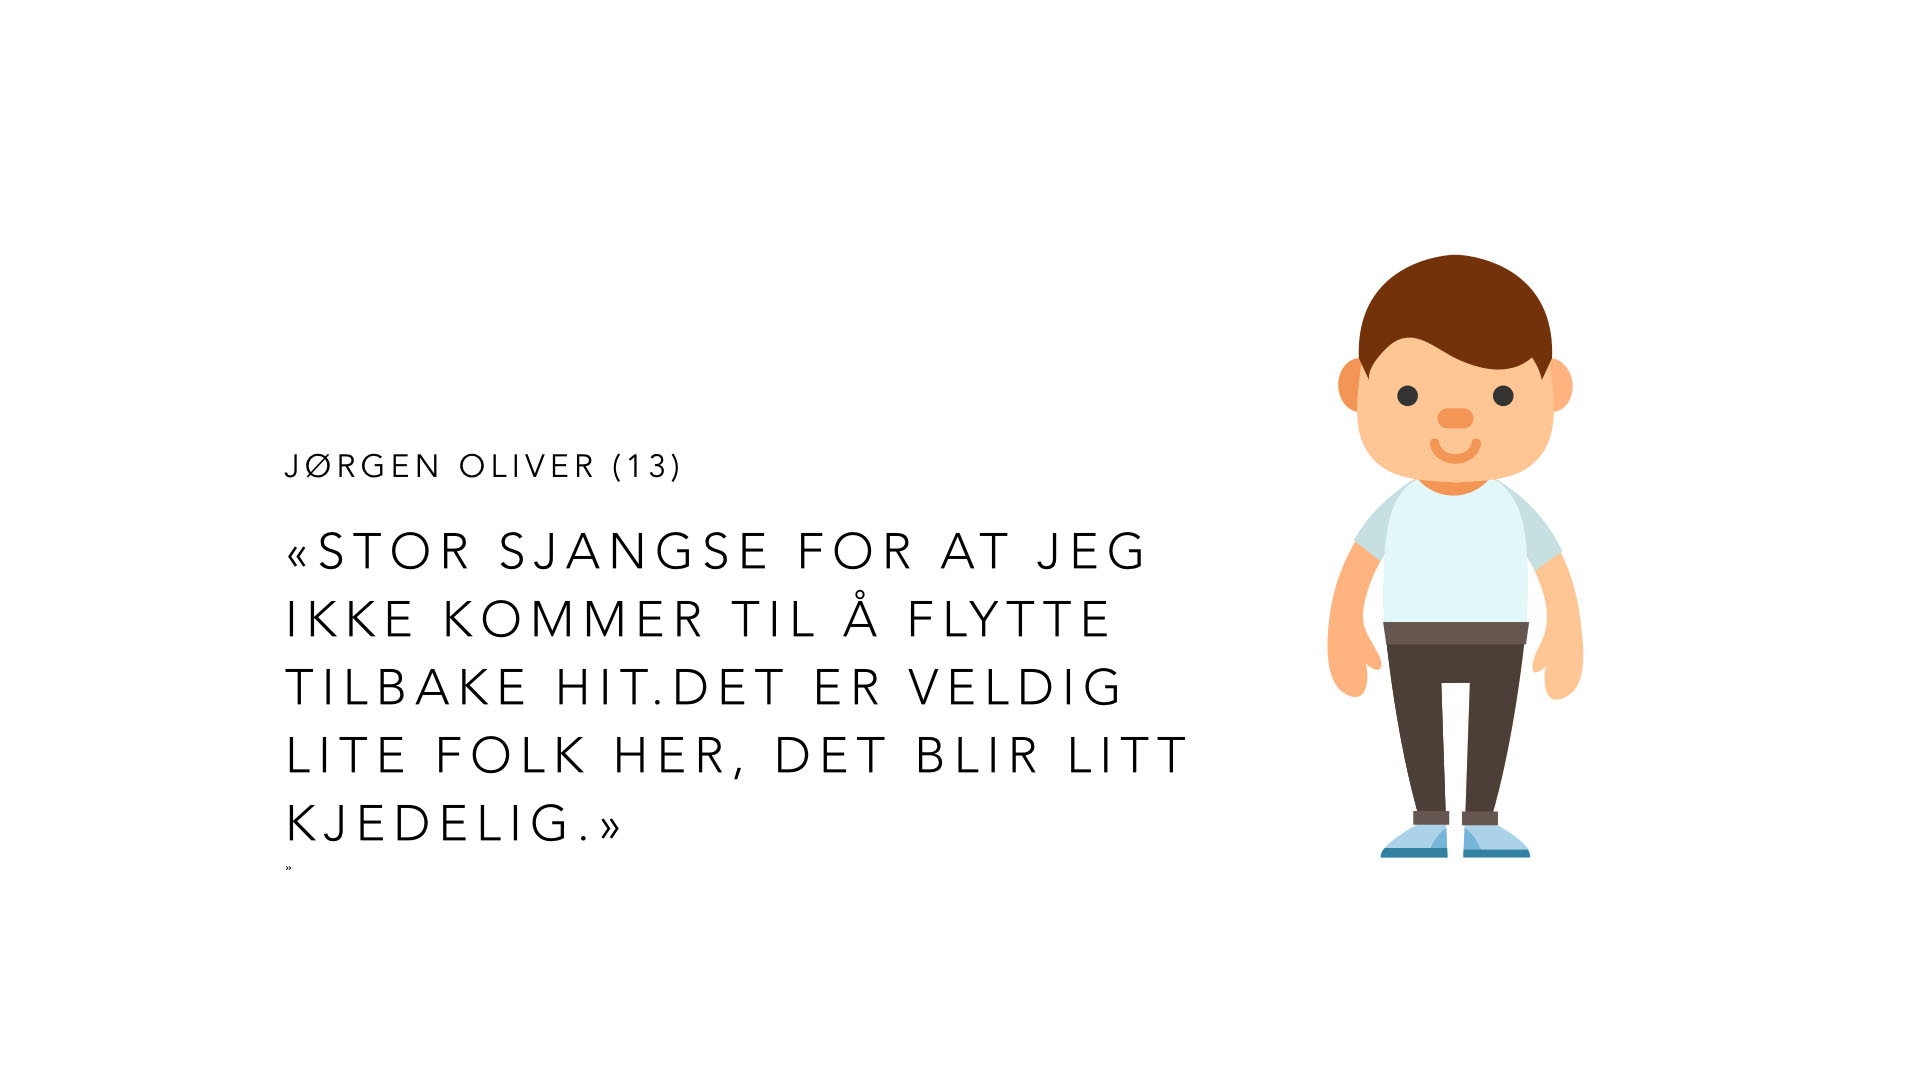 JØRGEN OLIVER (13)
«STOR SJANGSE FOR AT JEG
IKKE KOMMER TIL Å FLYTTE
TILBAKE HIT.DET ER VELDIG
LITE FOLK HER, DET BLIR LITT
KJEDELIG.»
»